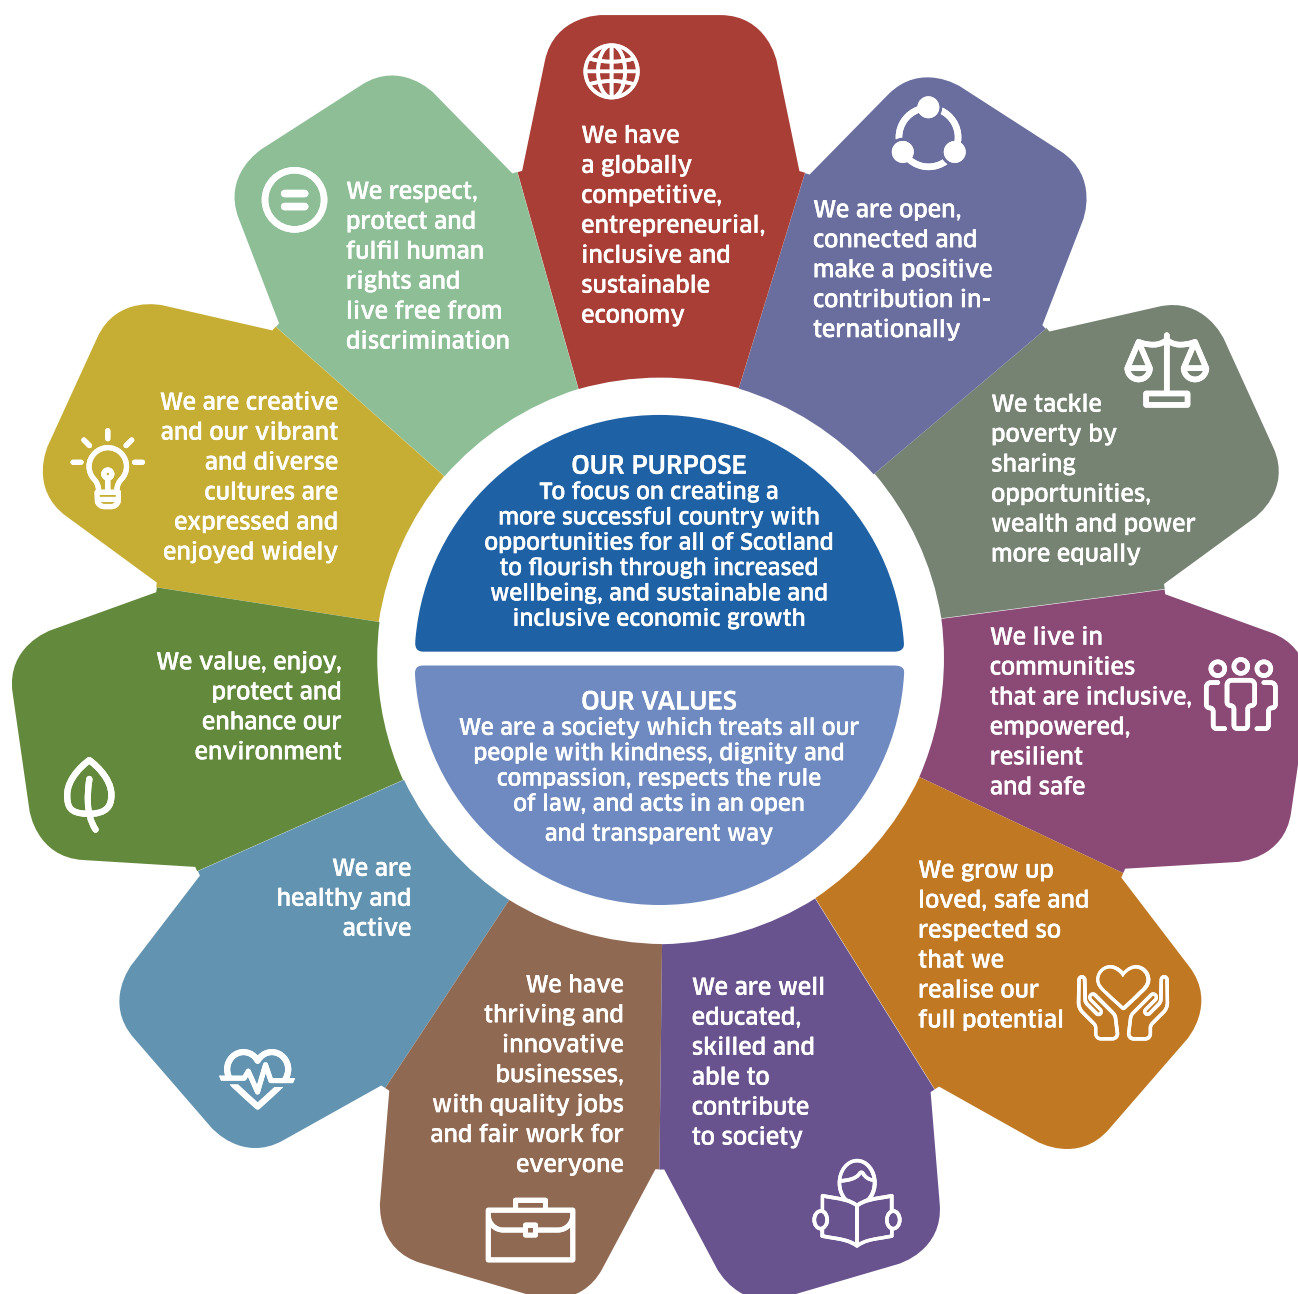 We have
a globally
competitive,
entrepreneurial,
inclusive and
sustainable
economy
We are open,
connected and
make a positive
contribution in-
ternationally
We tackle
poverty by
sharing
opportunities,
wealth and power
more equally
We live in
communities
that are inclusive,
empowered,
resilient
and safe
We grow up
loved, safe and
respected so
that we
realise our
full potential
We are well
educated,
skilled and
able to
contribute
to society
We have
thriving and
innovative
businesses,
with quality jobs
and fair work for
everyone
We are
healthy and
active
We value, enjoy,
protect and
enhance our
environment
We are creative
and our vibrant
and diverse
cultures are
expressed and
enjoyed widely
We respect,
protect and
fulfil human
rights and
live free from
discrimination
OUR PURPOSE
To focus on creating a
more successful country with
opportunities for all of Scotland
to flourish through increased
wellbeing, and sustainable and
inclusive economic growth
OUR VALUES
We are a society which treats all our
people with kindness, dignity and
compassion, respects the rule
of law, and acts in an open
and transparent way